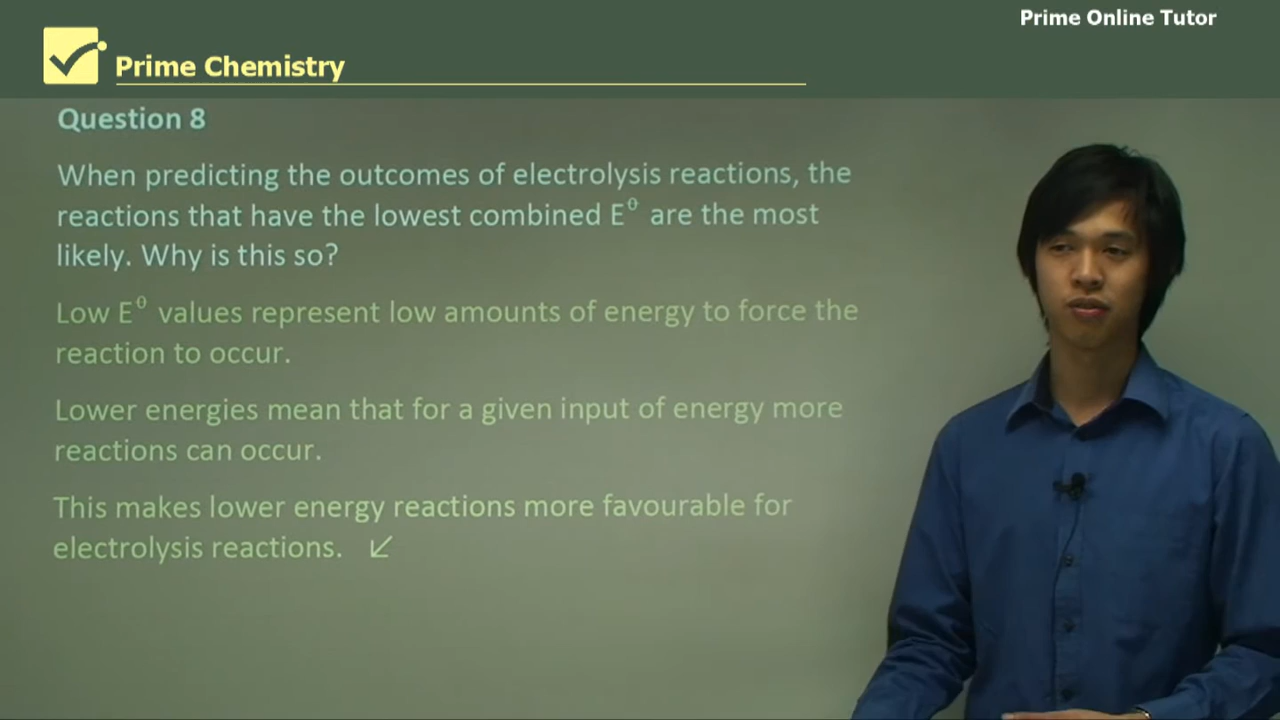 Prime Online Tutor
Prime Chemistry
Question 8
When predicting the outcomes of electrolysis reactions, the
reactions that have the lowest combined E⁰ are the most
likely. Why is this so?
Low E⁰ values represent low amounts of energy to force the
reaction to occur.
Lower energies mean that for a given input of energy more
reactions can occur.
This makes lower energy reactions more favourable for
electrolysis reactions.